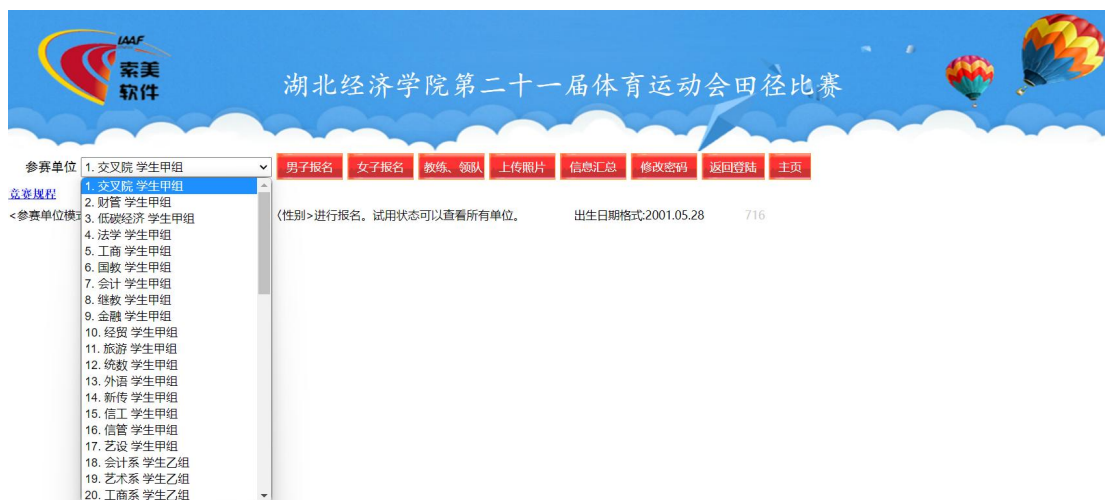 IAAF
索美
软件
湖北经济学院第二十一届体育运动会田径比赛
参赛单位 1. 交叉院 学生甲组 男子报名 女子报名 教练、领队 上传照片 信息汇总 修改密码 返回登陆 主页
竞赛规程
1. 交叉院 学生甲组
2. 财管 学生甲组
<参赛单位模 (性别>进行报名。试用状态可以查看所有单位。 出生日期格式:2001.05.28 716
3. 低碳经济 学生甲组
4. 法学 学生甲组
5. 工商 学生甲组
6. 国教 学生甲组
7. 会计 学生甲组
8. 继教 学生甲组
9. 金融 学生甲组
10. 经贸 学生甲组
11. 旅游 学生甲组
12. 统数 学生甲组
13. 外语 学生甲组
14. 新传 学生甲组
15. 信工 学生甲组
16. 信管 学生甲组
17. 艺设 学生甲组
18. 会计系 学生乙组
19. 艺术系 学生乙组
20. 工商系 学生乙组